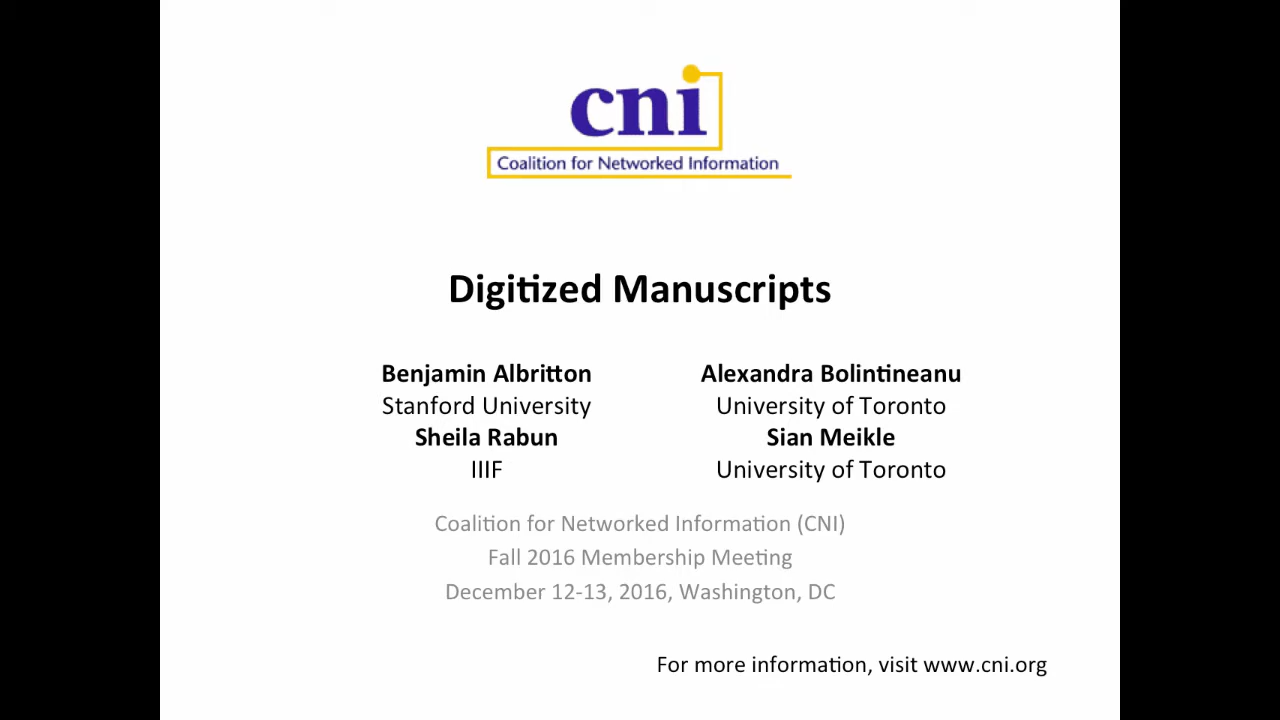 cni
Coalition for Networked Information
Digitized Manuscripts
Benjamin Albritton
Stanford University
Sheila Rabun
IIIF
Alexandra Bolintineanu
University of Toronto
Sian Meikle
University of Toronto
Coalition for Networked Information (CNI)
Fall 2016 Membership Meeting
December 12-13, 2016, Washington, DC
For more information, visit www.cni.org